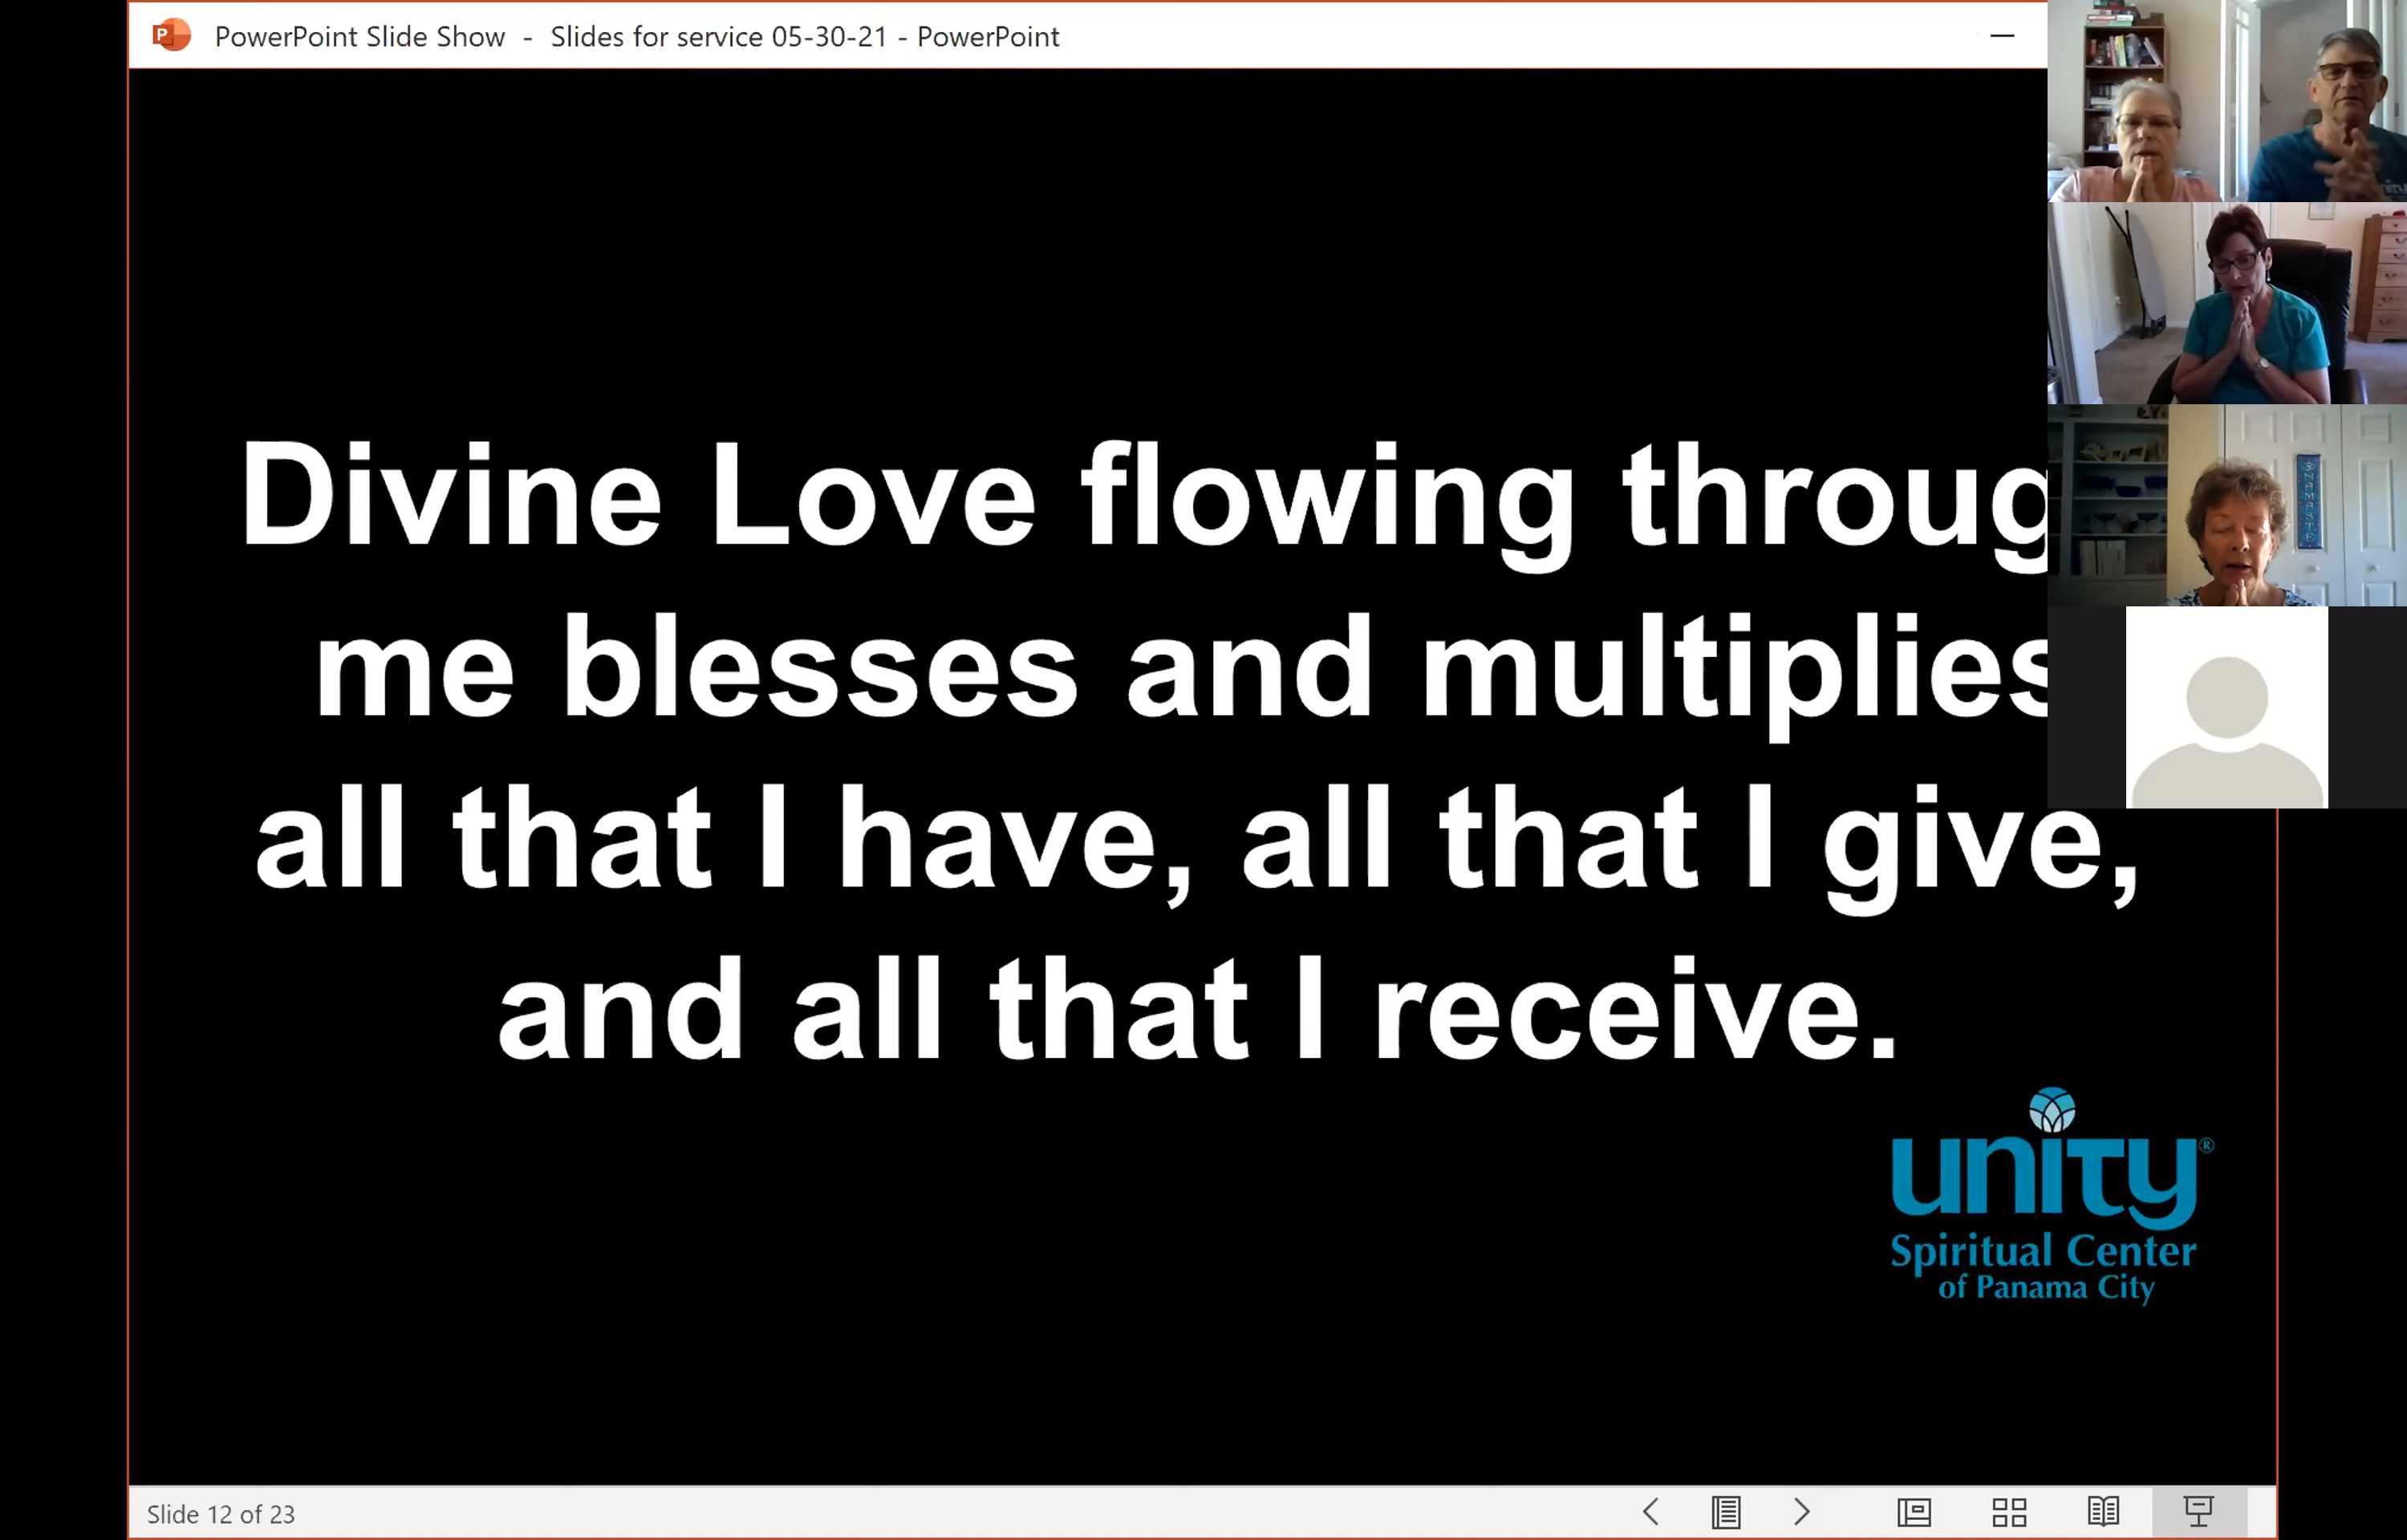 PowerPoint Slide Show - Slides for service 05-30-21 - PowerPoint
Divine Love flowing throug
me blesses and multiplies
all that I have, all that I give,
and all that I receive.
NAMASTE
unity®
Spiritual Center
of Panama City
Slide 12 of 23